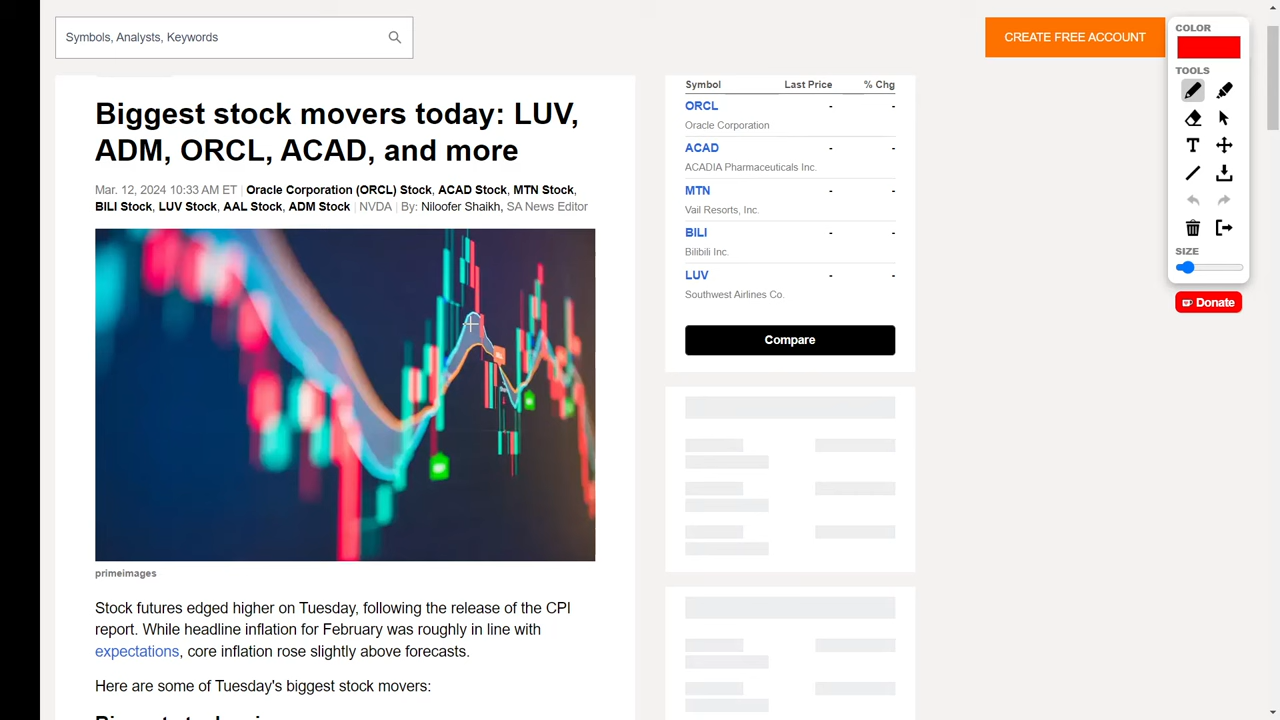 Symbols, Analysts, Keywords
CREATE FREE ACCOUNT
Biggest stock movers today: LUV,
ADM, ORCL, ACAD, and more
Mar. 12, 2024 10:33 AM ET | Oracle Corporation (ORCL) Stock, ACAD Stock, MTN Stock,
BILI Stock, LUV Stock, AAL Stock, ADM Stock | NVDA | By: Niloofer Shaikh, SA News Editor
primeimages
Stock futures edged higher on Tuesday, following the release of the CPI
report. While headline inflation for February was roughly in line with
expectations, core inflation rose slightly above forecasts.
Here are some of Tuesday's biggest stock movers:
Symbol Last Price % Chg
ORCL - -
Oracle Corporation
ACAD - -
ACADIA Pharmaceuticals Inc.
MTN - -
Vail Resorts, Inc.
BILI - -
Bilibili Inc.
LUV - -
Southwest Airlines Co.
Compare
COLOR
TOOLS
T
SIZE
Donate